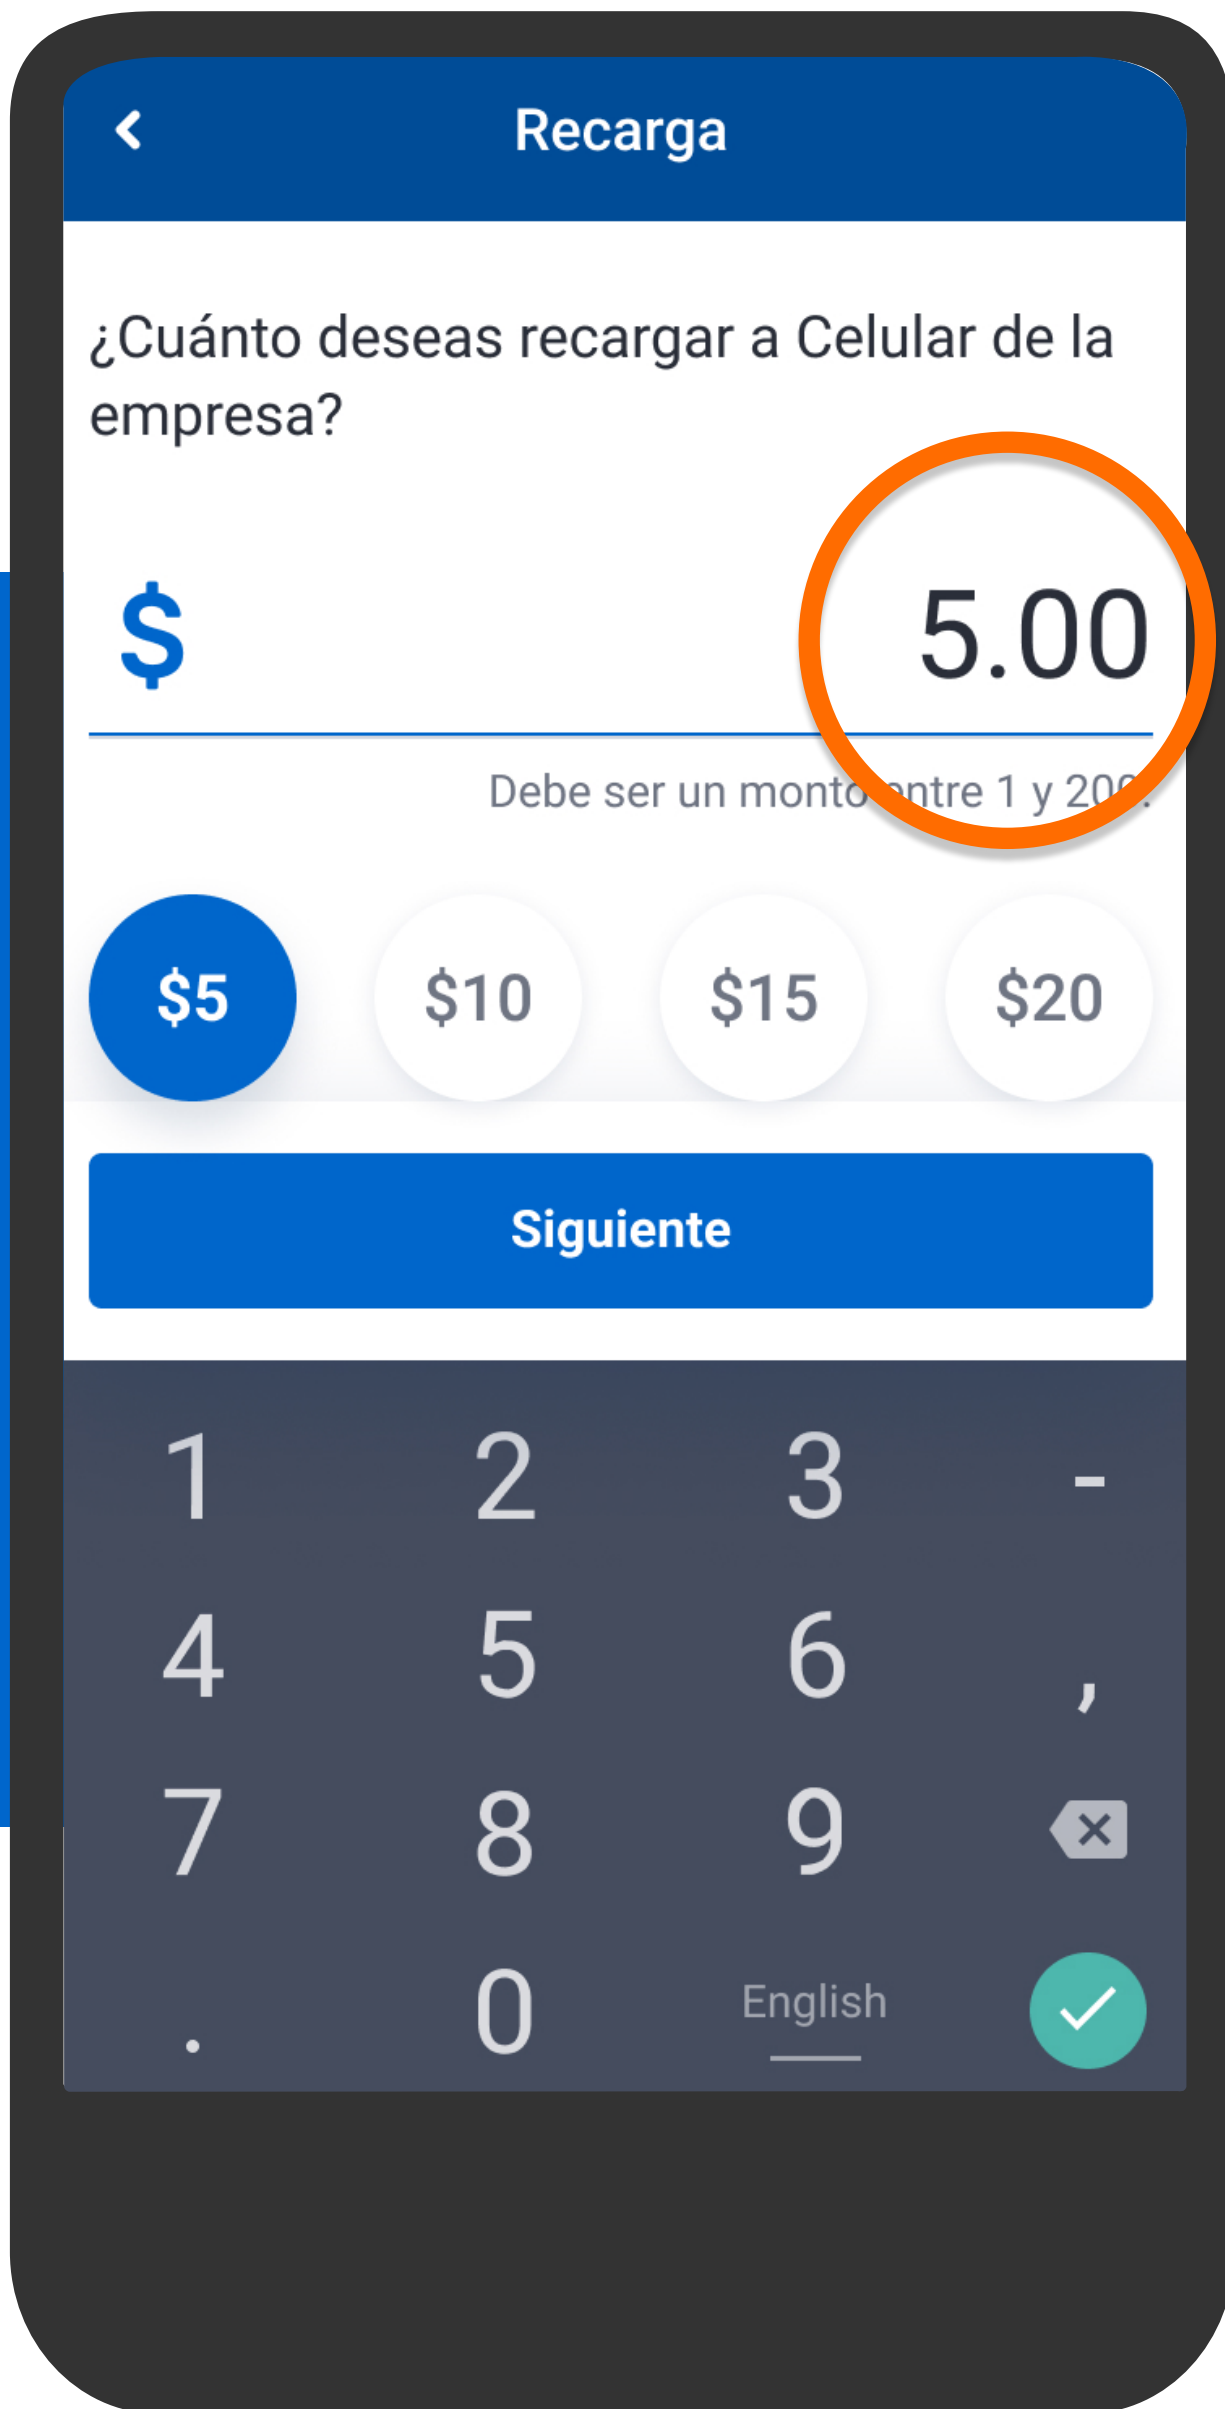 Recarga
¿Cuánto deseas recargar a Celular de la
empresa?
$ 5.00
Debe ser un monto entre 1 y 200.
$5 $10 $15 $20
Siguiente
1 2 3 -
4 5 6 ,
7 8 9
. 0 English